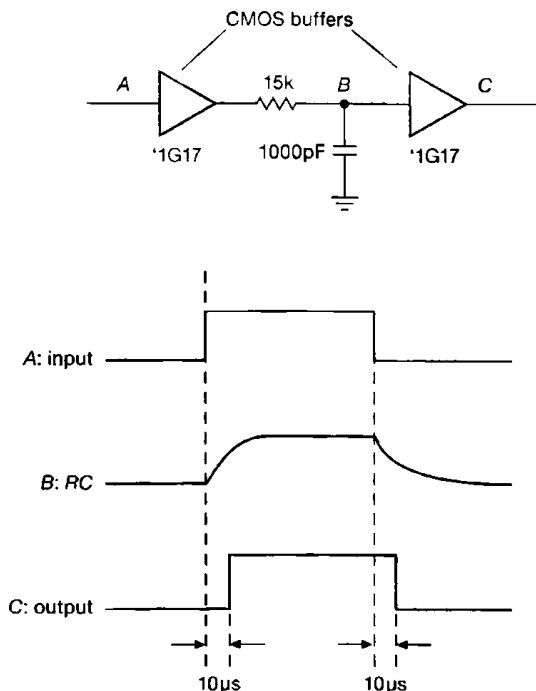 CMOS buffers
A
15k
B
C
'1G17
1000pF
'1G17
A: input
B: RC
C: output
10µs
10µs